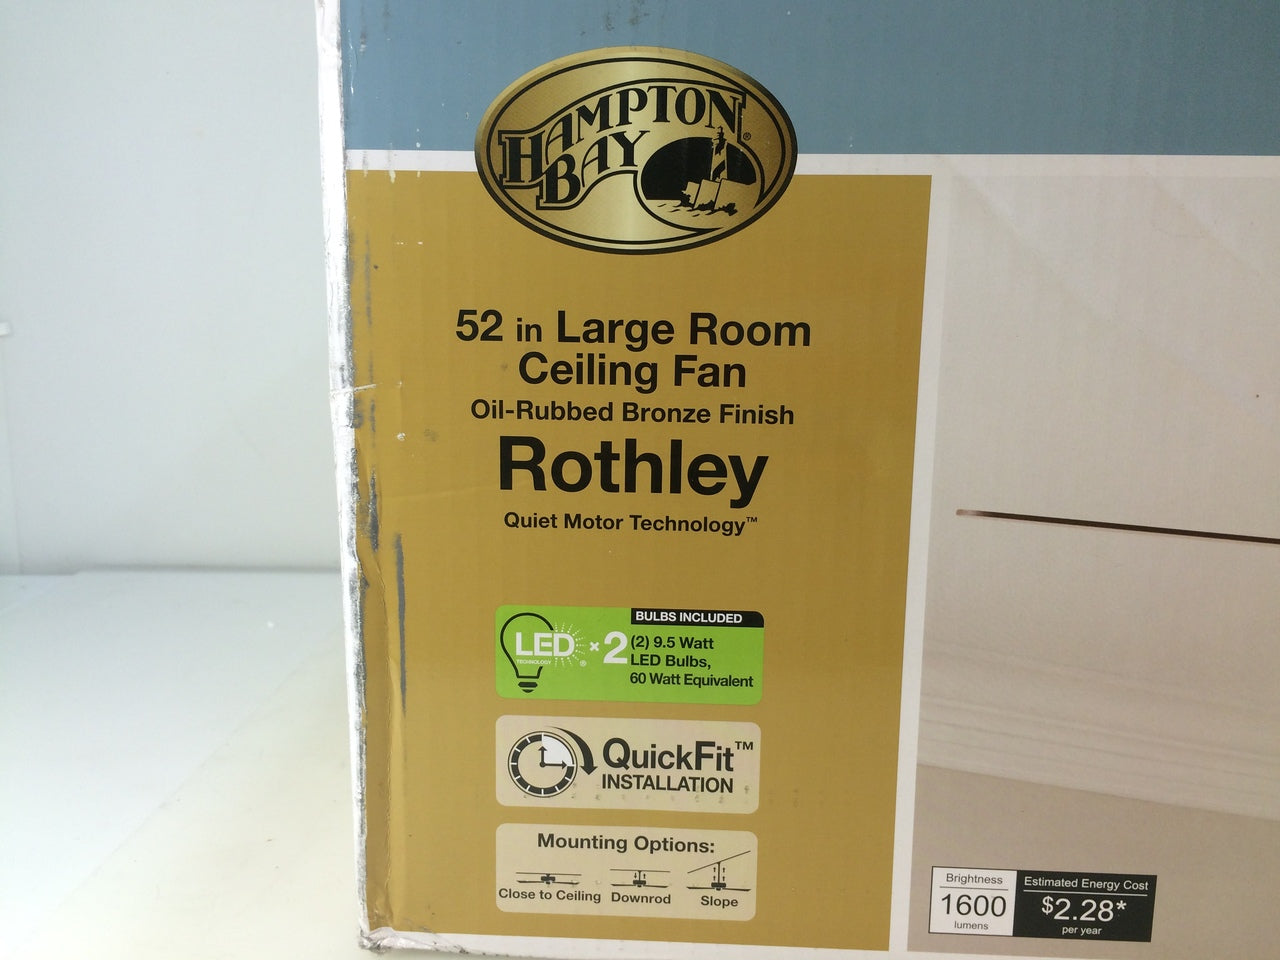 HAMPTON
BAY®
52 in Large Room
Ceiling Fan
Oil-Rubbed Bronze Finish
Rothley
Quiet Motor Technology™
LED
TECHNOLOGY ®
×2
BULBS INCLUDED
(2) 9.5 Watt
LED Bulbs,
60 Watt Equivalent
QuickFit™
INSTALLATION
Mounting Options:
Close to Ceiling Downrod Slope
Brightness
1600
lumens
Estimated Energy Cost
$2.28*
per year